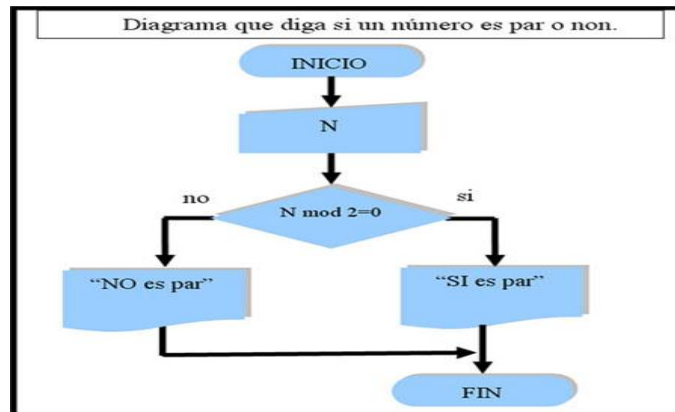 Diagrama que diga si un número es par o non.
INICIO
N
no
si
N mod 2=0
“NO es par”
“SI es par”
FIN